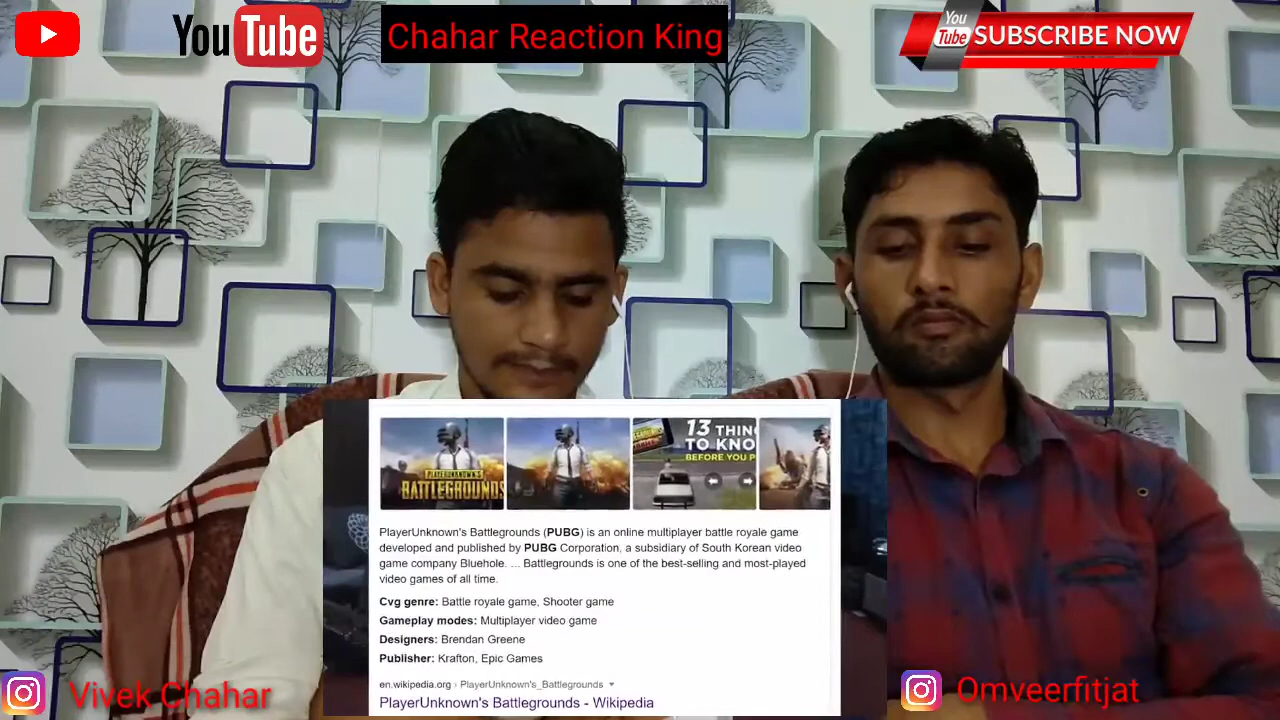 You Tube
Chahar Reaction King
You Tube
SUBSCRIBE NOW
PLAYERUNKNOWN'S
BATTLEGROUNDS
13 THIN
TO KNO
BEFORE YOU P
PlayerUnknown's Battlegrounds (PUBG) is an online multiplayer battle royale game
developed and published by PUBG Corporation, a subsidiary of South Korean video
game company Bluehole. ... Battlegrounds is one of the best-selling and most-played
video games of all time.
Cvg genre: Battle royale game, Shooter game
Gameplay modes: Multiplayer video game
Designers: Brendan Greene
Publisher: Krafton, Epic Games
en.wikipedia.org › PlayerUnknown's_Battlegrounds
PlayerUnknown's Battlegrounds - Wikipedia
Vivek Chahar
Omveerfitjat